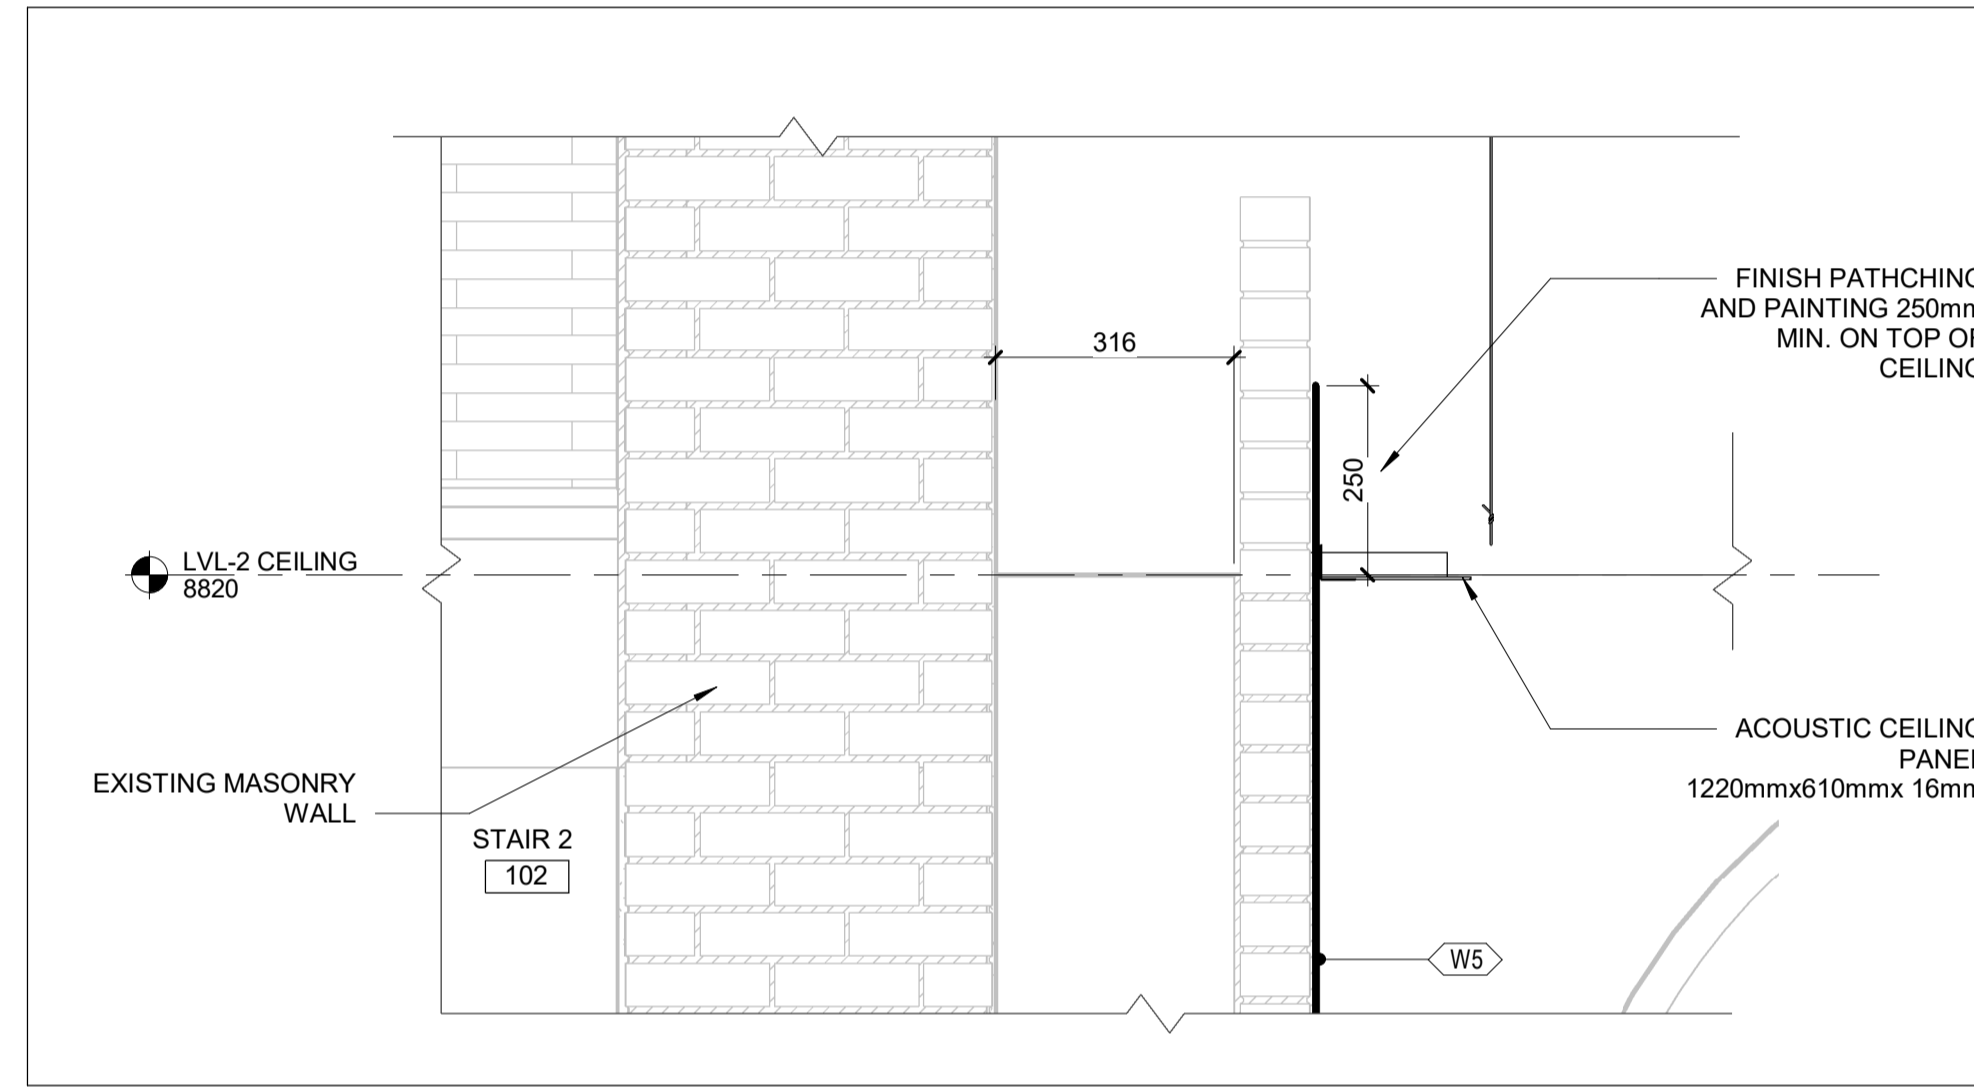 FINISH PATHCHING
AND PAINTING 250mm
MIN. ON TOP OF
CEILING
316
250
LVL-2 CEILING
8820
ACOUSTIC CEILING
PANEL
1220mmx610mmx 16mm
EXISTING MASONRY
WALL
STAIR 2
102
W5